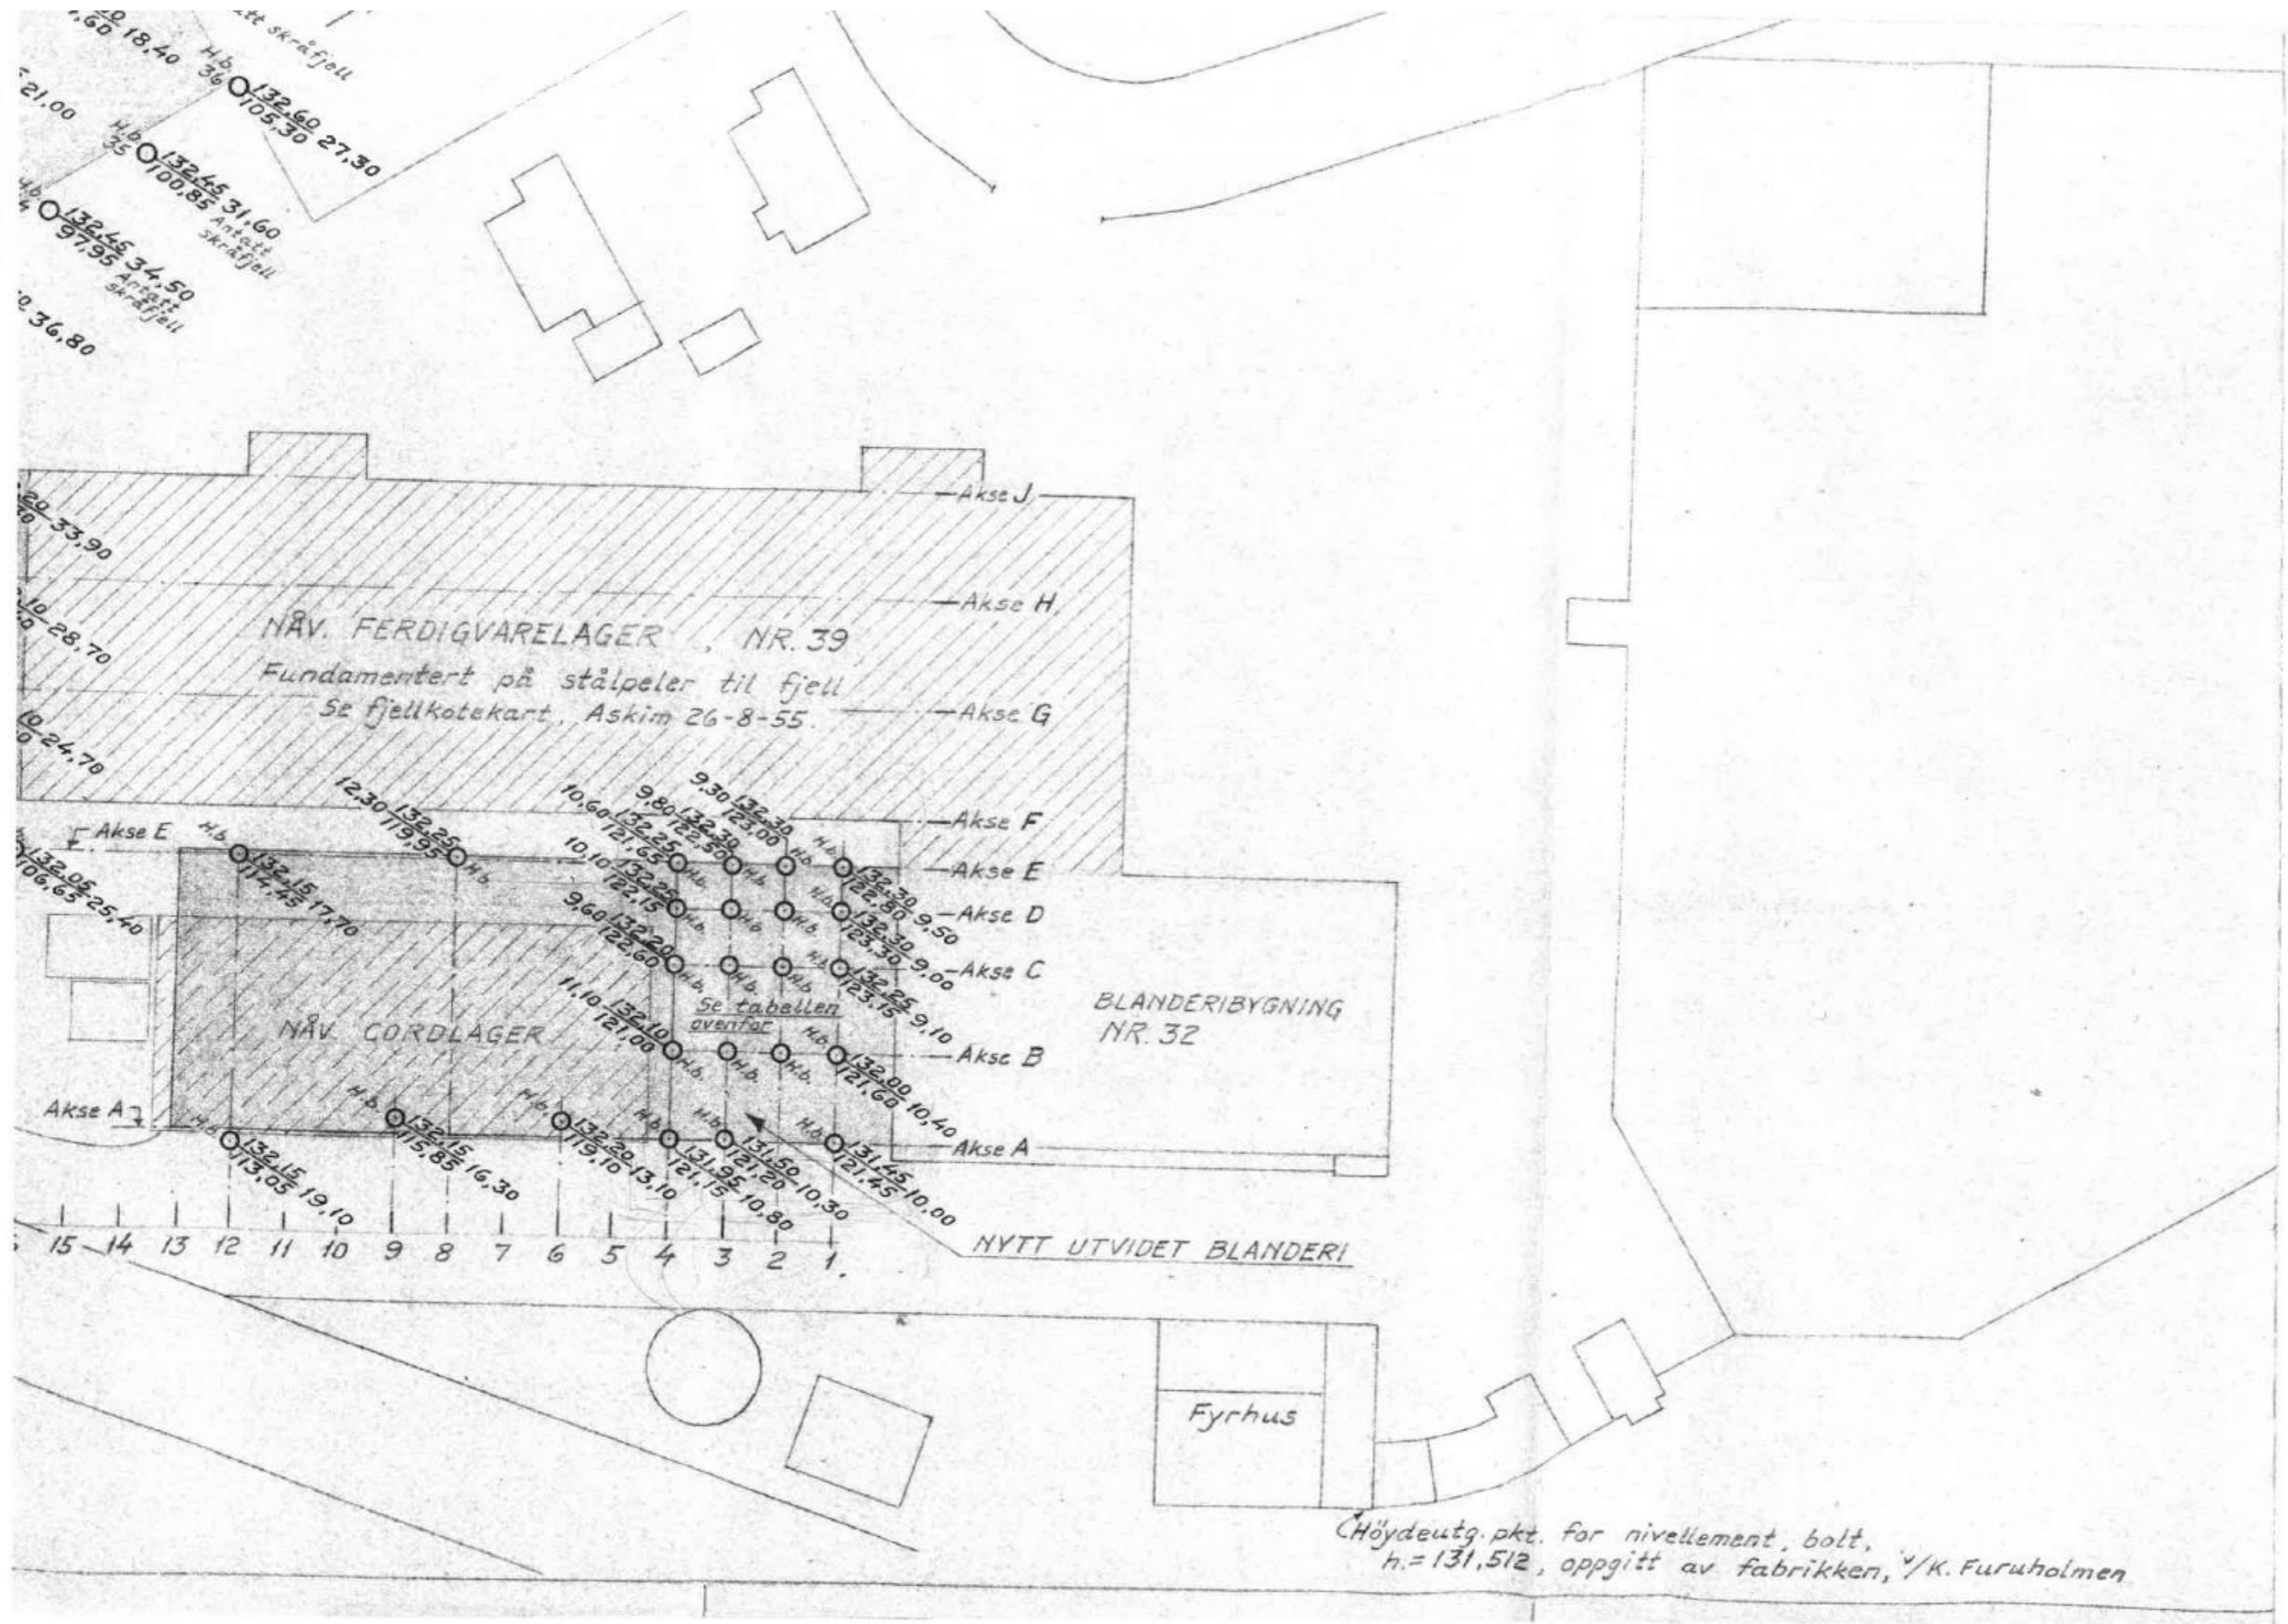 18,40
skråfjell
H.b.
36
132,60
105,30 27,30
21,00
H.b.
35
132,45
100,85 31,60
Antatt
skråfjell
132,45
97,95 34,50
Antatt
skråfjell
36,80
Akse J
33,90
Akse H
28,70
NÅV. FERDIGVARELAGER, NR. 39
Fundamentert på stålpeler til fjell
Se fjellkotekart, Askim 26-8-55.
Akse G
24,70
Akse F
Akse E
H.b.
132,15
114,45 17,70
12,30 132,25
119,95
H.b.
10,60 132,25
121,65
H.b.
9,80 132,30
122,50
H.b.
9,30 132,30
123,00
H.b.
H.b.
132,30
122,80 9,50
Akse E
132,05
106,65 25,40
10,10 132,25
122,15
H.b.
H.b.
H.b.
H.b.
132,30
123,30 9,00
Akse D
9,60 132,20
122,60
H.b.
H.b.
H.b.
H.b.
132,25
123,15 9,10
Akse C
Se tabellen
ovenfor
BLANDERIBYGNING
NR. 32
NÅV. CORDLAGER
11,10 132,10
121,00
H.b.
H.b.
H.b.
H.b.
132,00
121,60 10,40
Akse B
Akse A
H.b.
132,15
113,05 19,10
H.b.
132,15
115,85 16,30
H.b.
132,20
119,10 13,10
H.b.
131,95
121,15 10,80
H.b.
131,50
121,20 10,30
H.b.
131,45
121,45 10,00
Akse A
15 14 13 12 11 10 9 8 7 6 5 4 3 2 1.
NYTT UTVIDET BLANDERI
Fyrhus
Höydeutg. pkt. for nivellement, bolt,
h.=131,512, oppgitt av fabrikken, v/K. Furuholmen